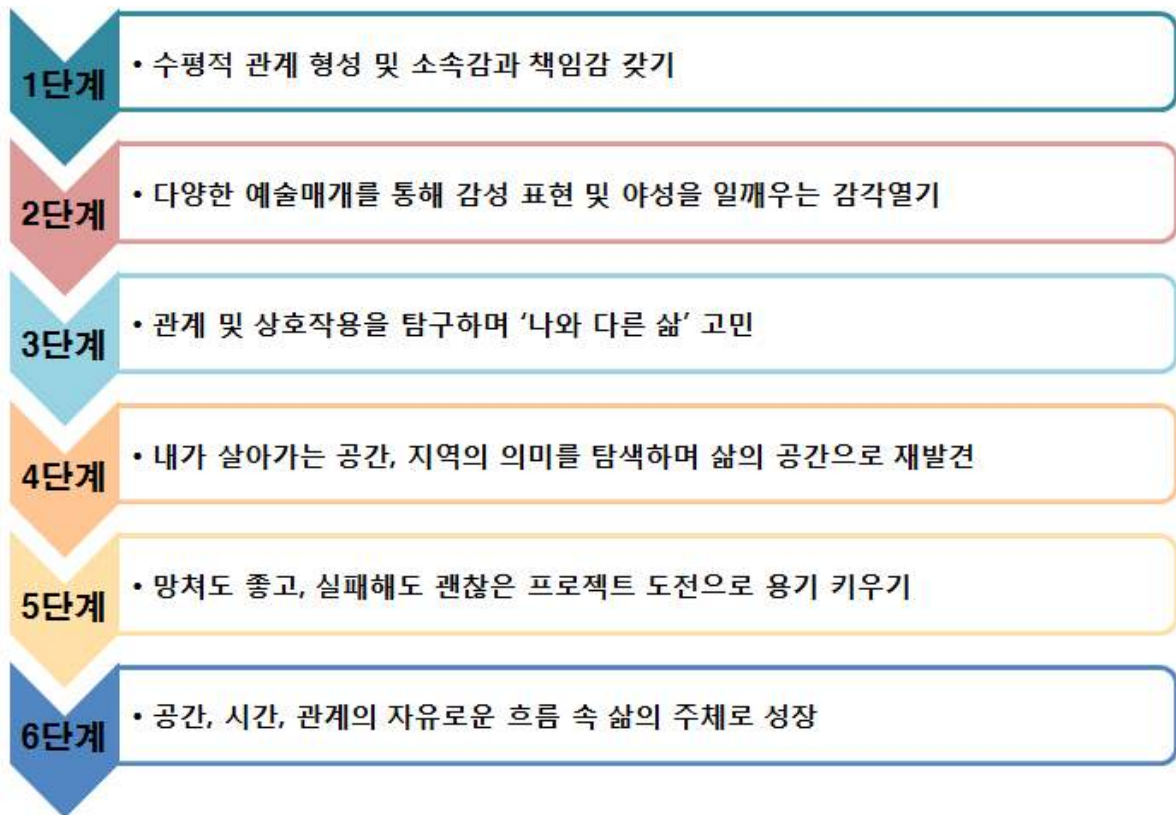 1단계
• 수평적 관계 형성 및 소속감과 책임감 갖기
2단계
• 다양한 예술매개를 통해 감성 표현 및 야성을 일깨우는 감각열기
3단계
• 관계 및 상호작용을 탐구하며 ‘나와 다른 삶’ 고민
4단계
• 내가 살아가는 공간, 지역의 의미를 탐색하며 삶의 공간으로 재발견
5단계
• 망쳐도 좋고, 실패해도 괜찮은 프로젝트 도전으로 용기 키우기
6단계
• 공간, 시간, 관계의 자유로운 흐름 속 삶의 주체로 성장